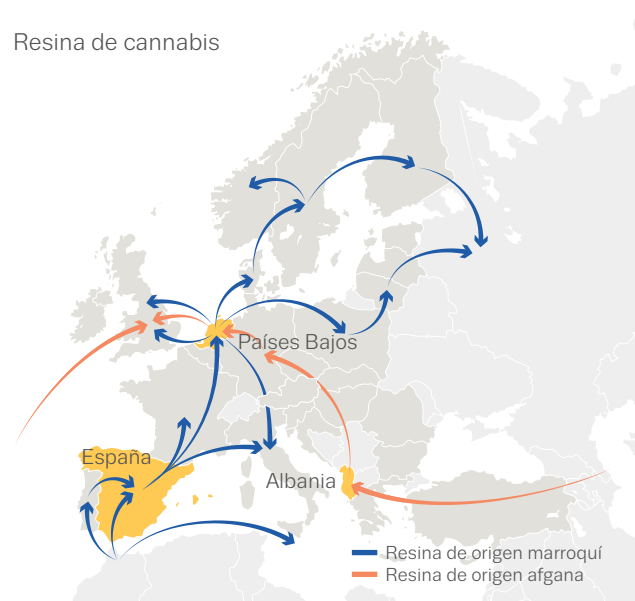 Resina de cannabis
Países Bajos
España
Albania
Resina de origen marroquí
Resina de origen afgana